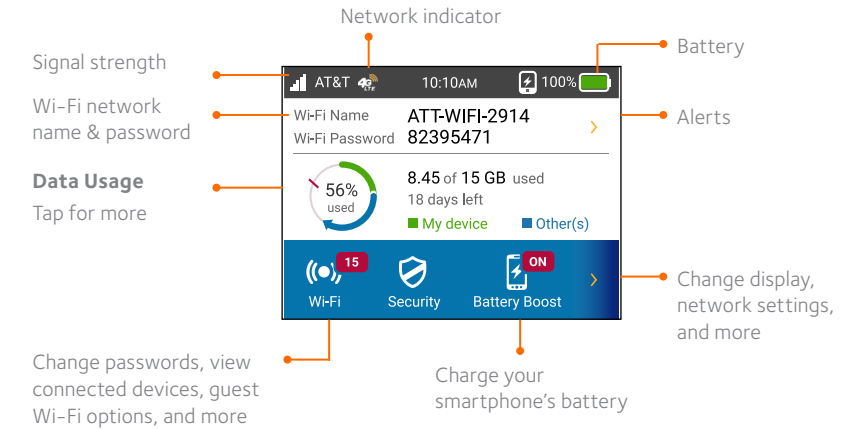 Network indicator
Signal strength
Battery
AT&T 4G LTE 10:10AM 100%
Wi-Fi network
name & password
Wi-Fi Name ATT-WIFI-2914
Wi-Fi Password 82395471
Alerts
Data Usage
Tap for more
56%
used
8.45 of 15 GB used
18 days left
My device Other(s)
15
ON
Wi-Fi Security Battery Boost
Change display,
network settings,
and more
Change passwords, view
connected devices, guest
Wi-Fi options, and more
Charge your
smartphone's battery